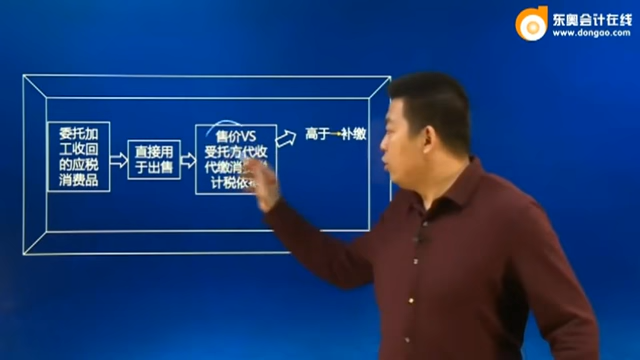 东奥会计在线
www.dongao.com
委托加
工收回
的应税
消费品
直接用
于出售
售价VS
受托方代收
代缴消
计税依
高于→补缴